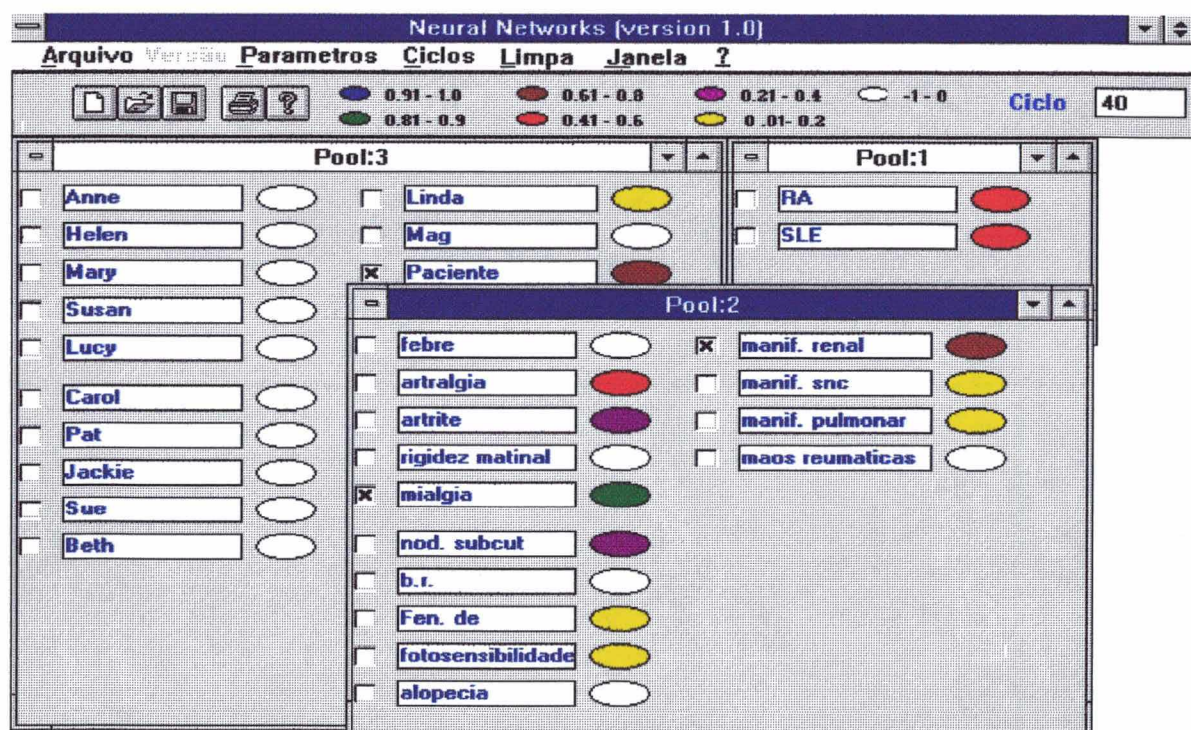 Neural Networks (version 1.0)
Arquivo Versão Parametros Ciclos Limpa Janela ?
0.91 - 1.0 0.61 - 0.8 0.21 - 0.4 -1 - 0 Ciclo 40
0.81 - 0.9 0.41 - 0.6 0 .01- 0.2
Pool:3
Anne Linda
Helen Mag
Mary Paciente
Susan
Lucy
Carol
Pat
Jackie
Sue
Beth
Pool:1
RA
SLE
Pool:2
febre manif. renal
artralgia manif. snc
artrite manif. pulmonar
rigidez matinal maos reumaticas
mialgia
nod. subcut
b.r.
Fen. de
fotosensibilidade
alopecia